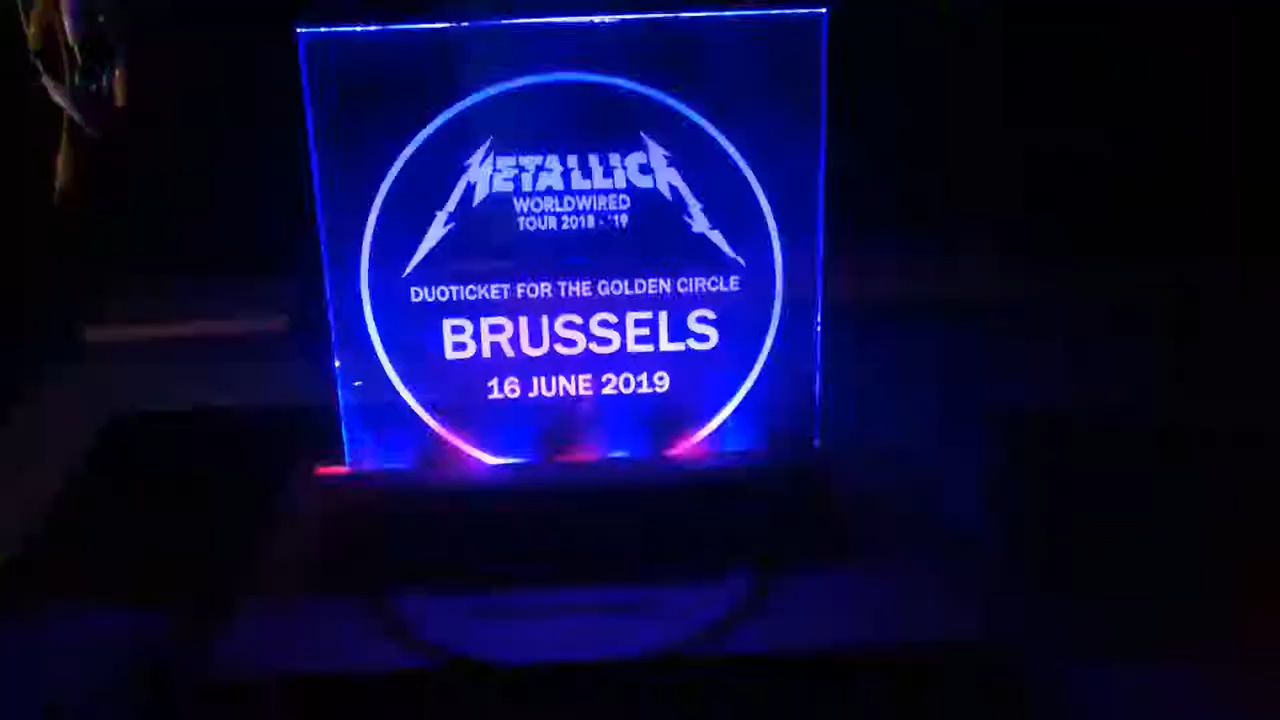 METALLICA
WORLDWIRED
TOUR 2018 - '19
DUOTICKET FOR THE GOLDEN CIRCLE
BRUSSELS
16 JUNE 2019